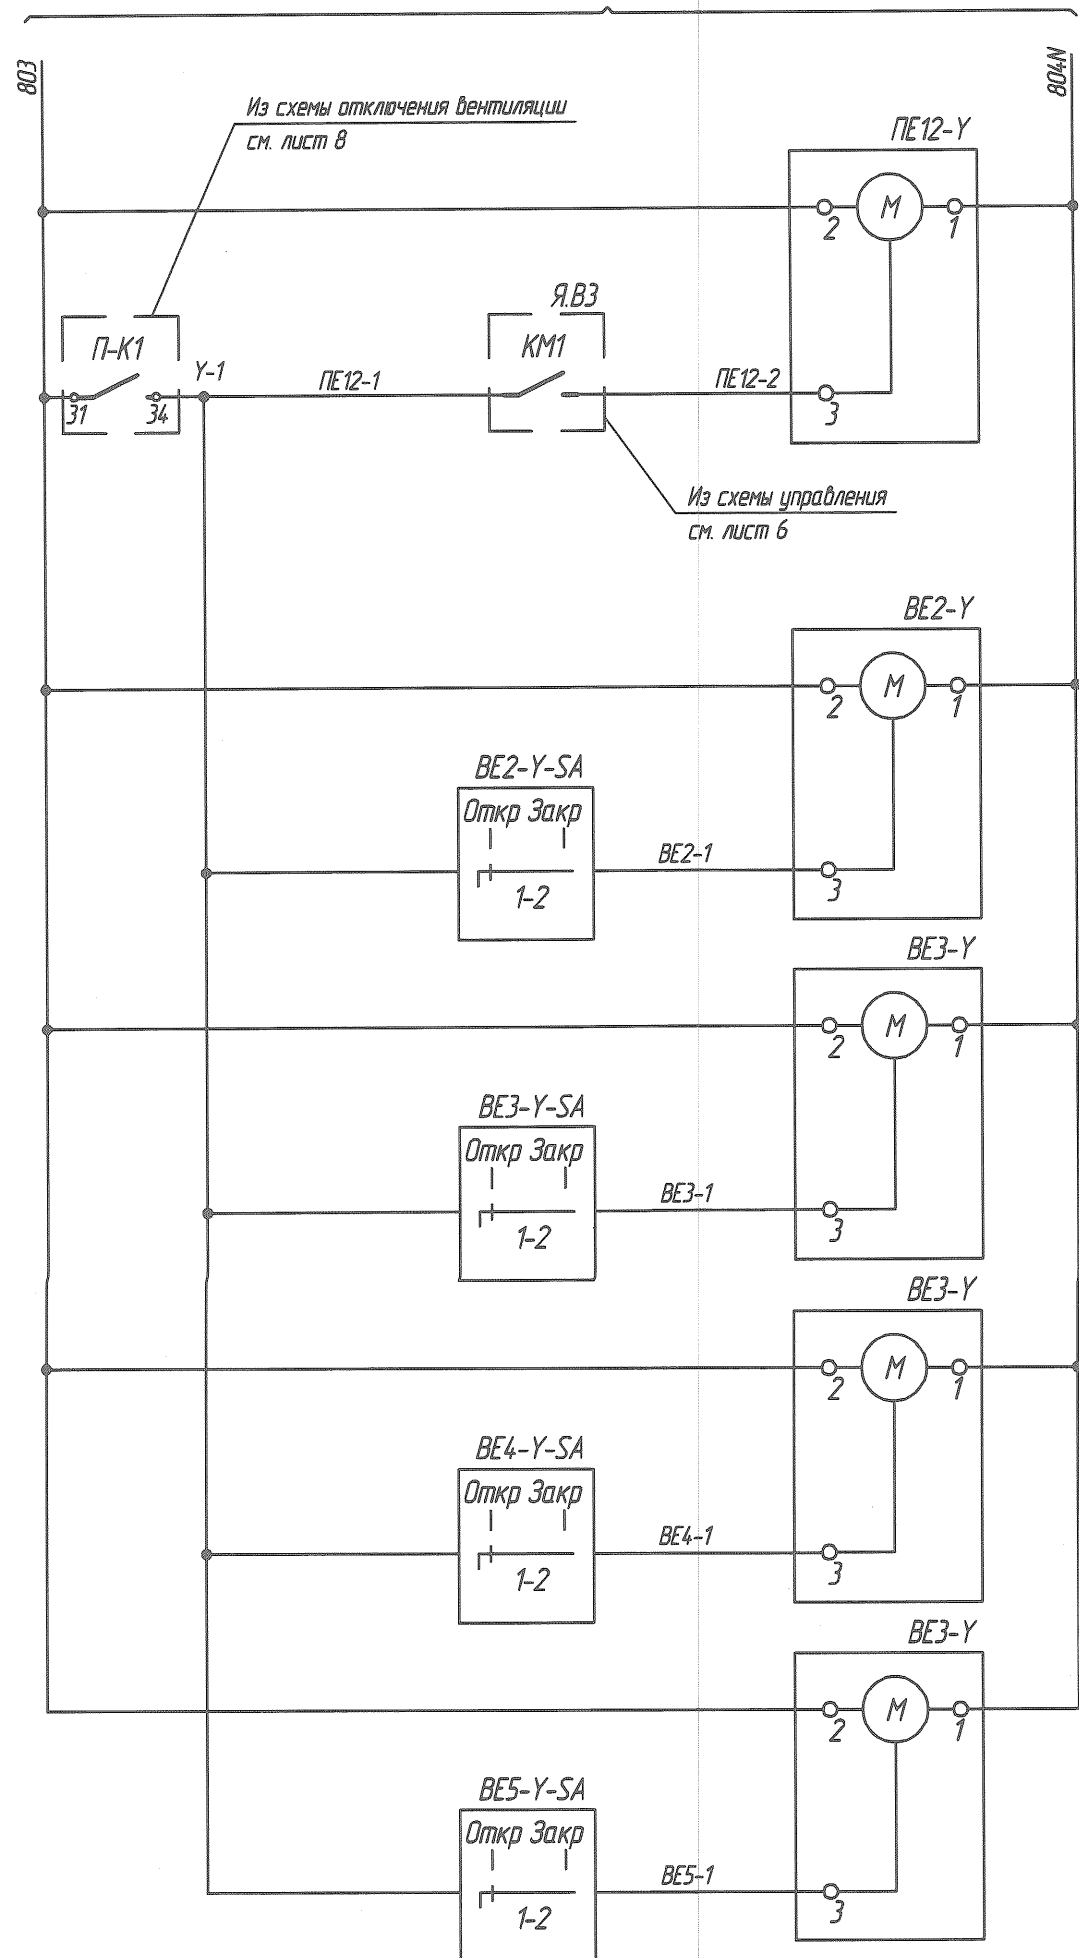 803
804N
Из схемы отключения вентиляции
см. лист 8
ПЕ12-Y
М
2
1
Я.В3
П-К1
КМ1
Y-1
ПЕ12-1
ПЕ12-2
31
34
3
Из схемы управления
см. лист 6
ВЕ2-Y
М
2
1
ВЕ2-Y-SA
Откр Закр
ВЕ2-1
1-2
3
ВЕ3-Y
М
2
1
ВЕ3-Y-SA
Откр Закр
ВЕ3-1
1-2
3
ВЕ3-Y
М
2
1
ВЕ4-Y-SA
Откр Закр
ВЕ4-1
1-2
3
ВЕ3-Y
М
2
1
ВЕ5-Y-SA
Откр Закр
ВЕ5-1
1-2
3